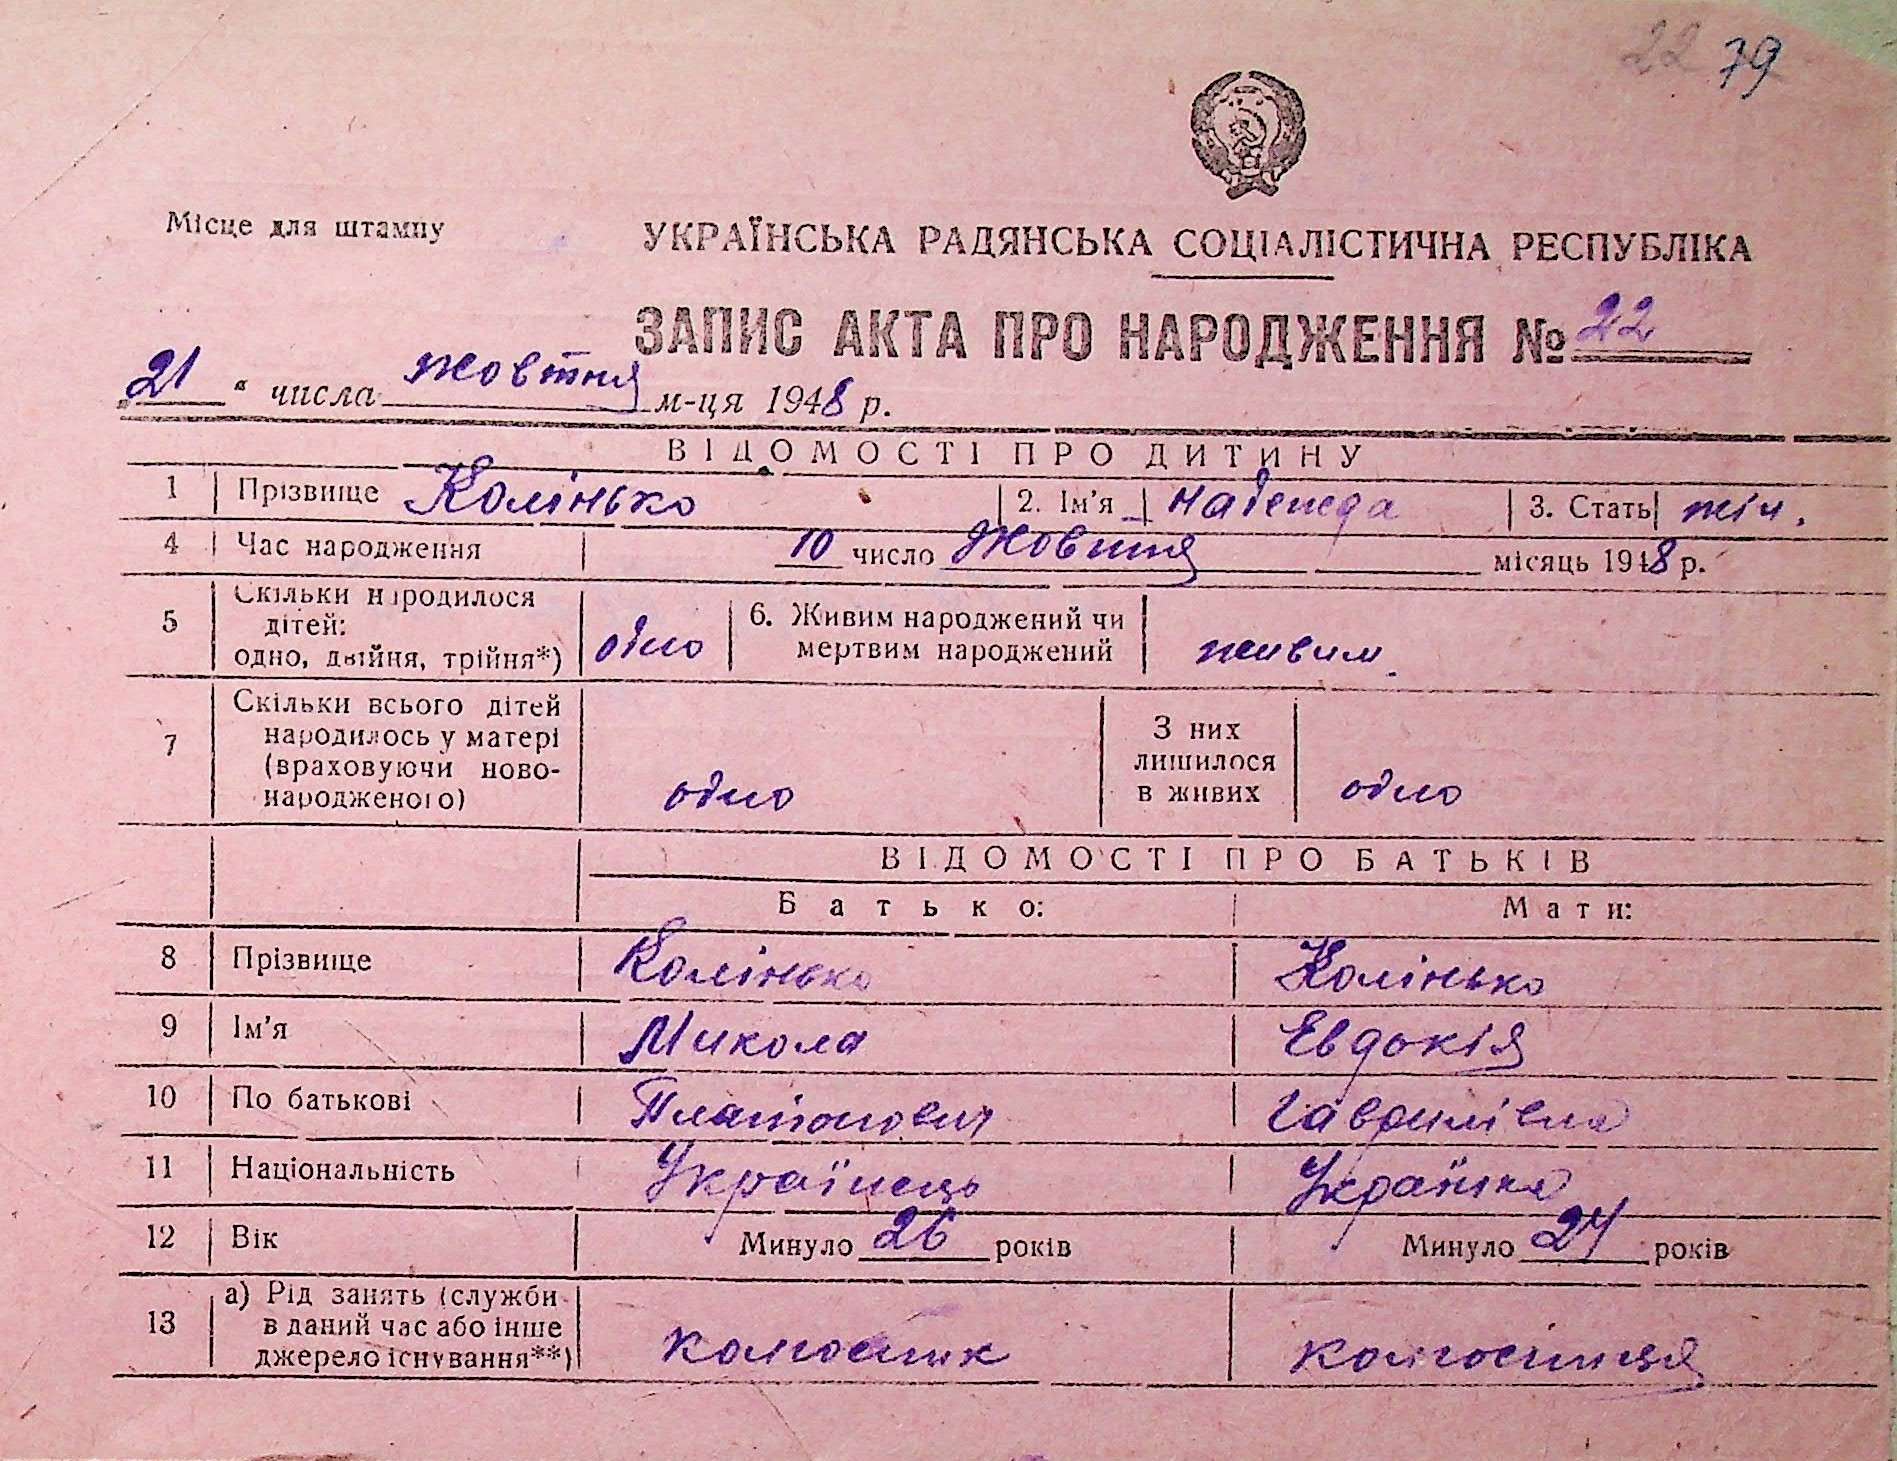 22 79
Місце для штампу
УКРАЇНСЬКА РАДЯНСЬКА СОЦІАЛІСТИЧНА РЕСПУБЛІКА
ЗАПИС АКТА ПРО НАРОДЖЕННЯ № 22
„21“ числа жовтня м-ця 1948 р.
ВІДОМОСТІ ПРО ДИТИНУ
1 Прізвище Колінько 2. Ім'я Надежда 3. Стать жін.
4 Час народження 10 число Жовтня місяць 1948 р.
5 Скільки народилося дітей: одно, двійня, трійня*) одно 6. Живим народжений чи мертвим народжений живим.
7 Скільки всього дітей народилось у матері (враховуючи новонародженого) одно З них лишилося в живих одно
ВІДОМОСТІ ПРО БАТЬКІВ
Батько: Мати:
8 Прізвище Колінько Колінько
9 Ім'я Микола Евдокія
10 По батькові Платонович Гаврилівна
11 Національність Українець Українка
12 Вік Минуло 26 років Минуло 24 років
13 а) Рід занять (служби в даний час або інше джерело існування**) колгоспник колгоспниця